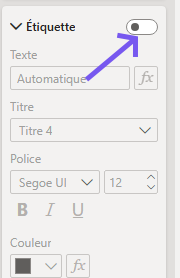 Étiquette
Texte
Automatique fx
Titre
Titre 4
Police
Segoe UI 12
B I U
Couleur
fx